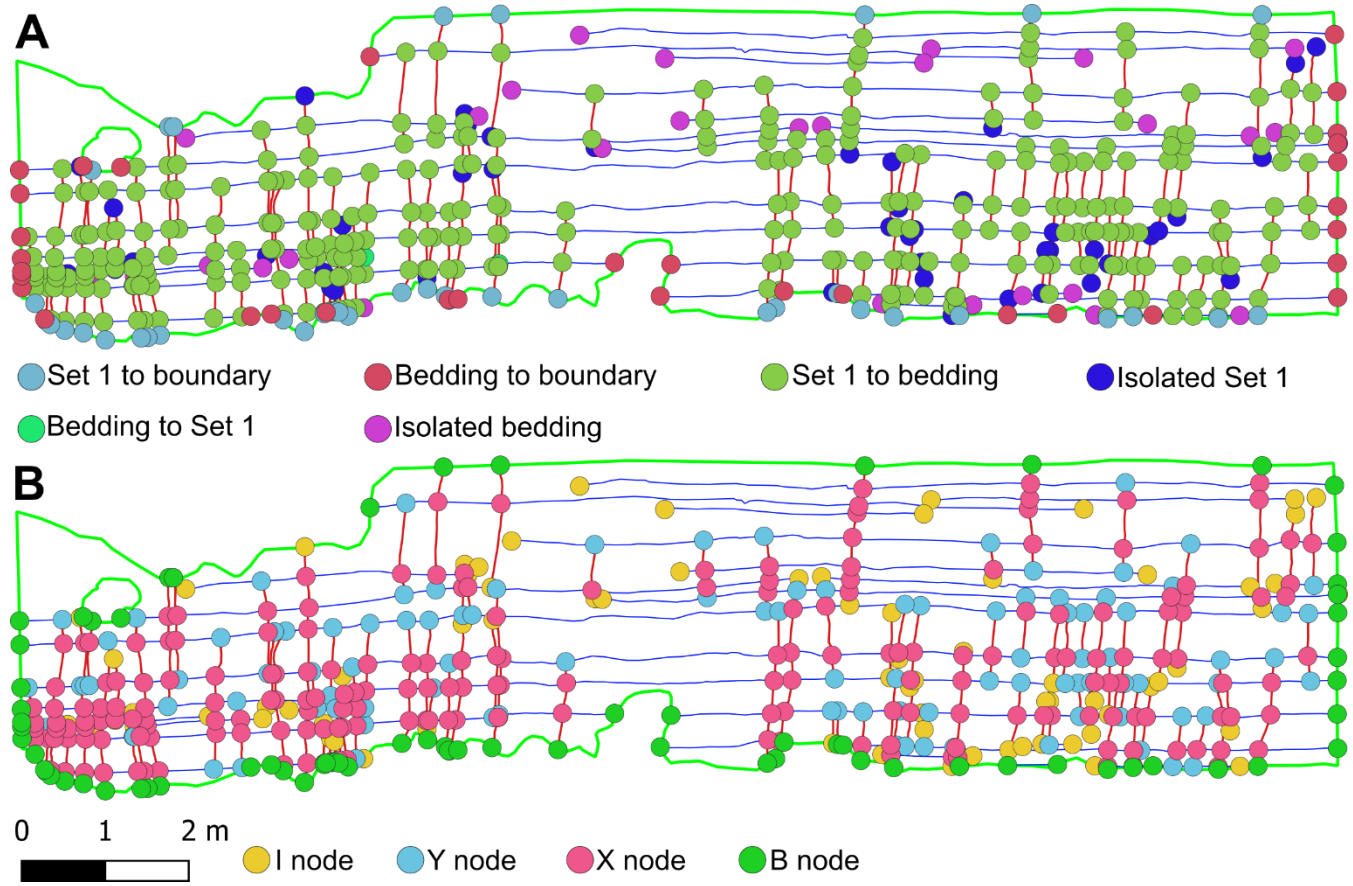 A
Set 1 to boundary Bedding to boundary Set 1 to bedding Isolated Set 1
Bedding to Set 1 Isolated bedding
B
0 1 2 m
I node Y node X node B node